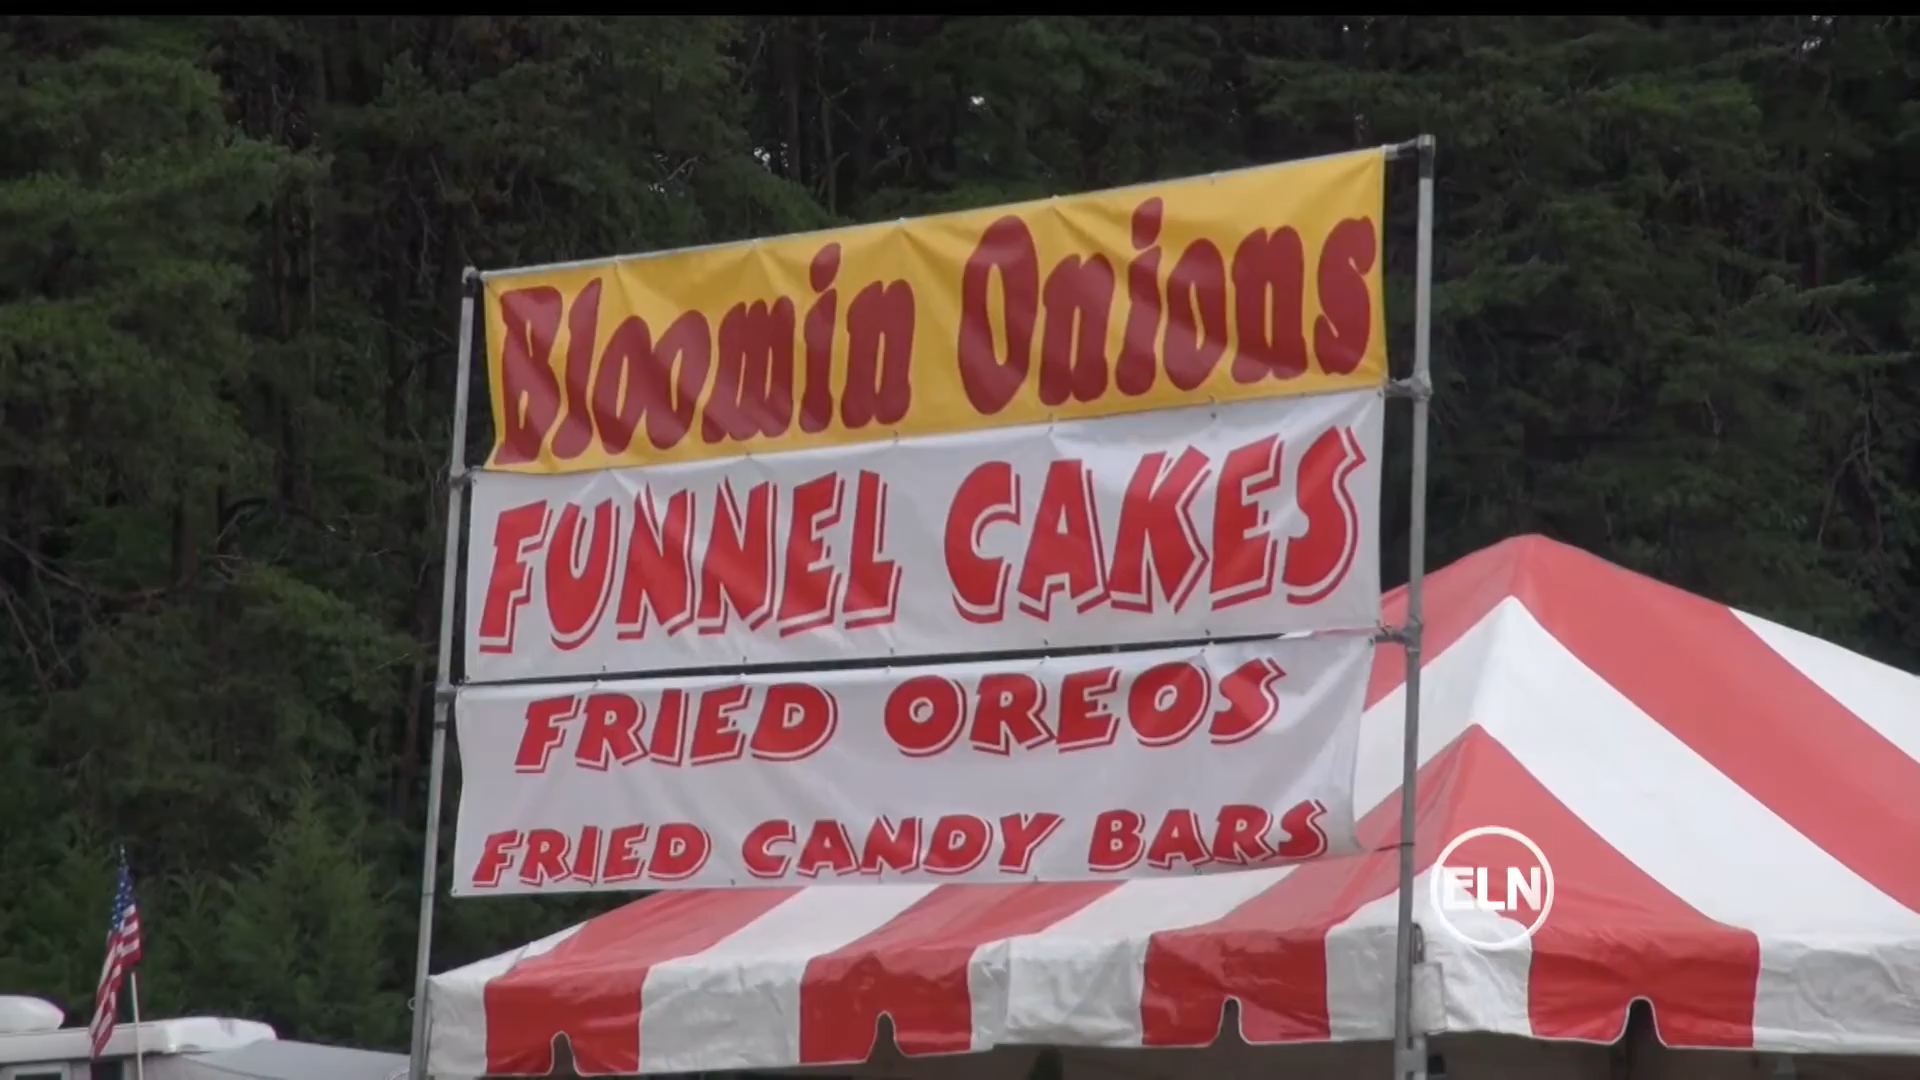 Bloomin Onions
FUNNEL CAKES
FRIED OREOS
FRIED CANDY BARS
ELN